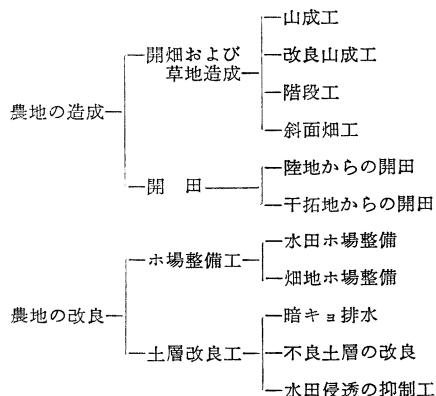 山成工
開畑および
草地造成
改良山成工
階段工
農地の造成
斜面畑工
陸地からの開田
開 田
干拓地からの開田
水田ホ場整備
ホ場整備工
畑地ホ場整備
農地の改良
暗キョ排水
土層改良工
不良土層の改良
水田侵透の抑制工